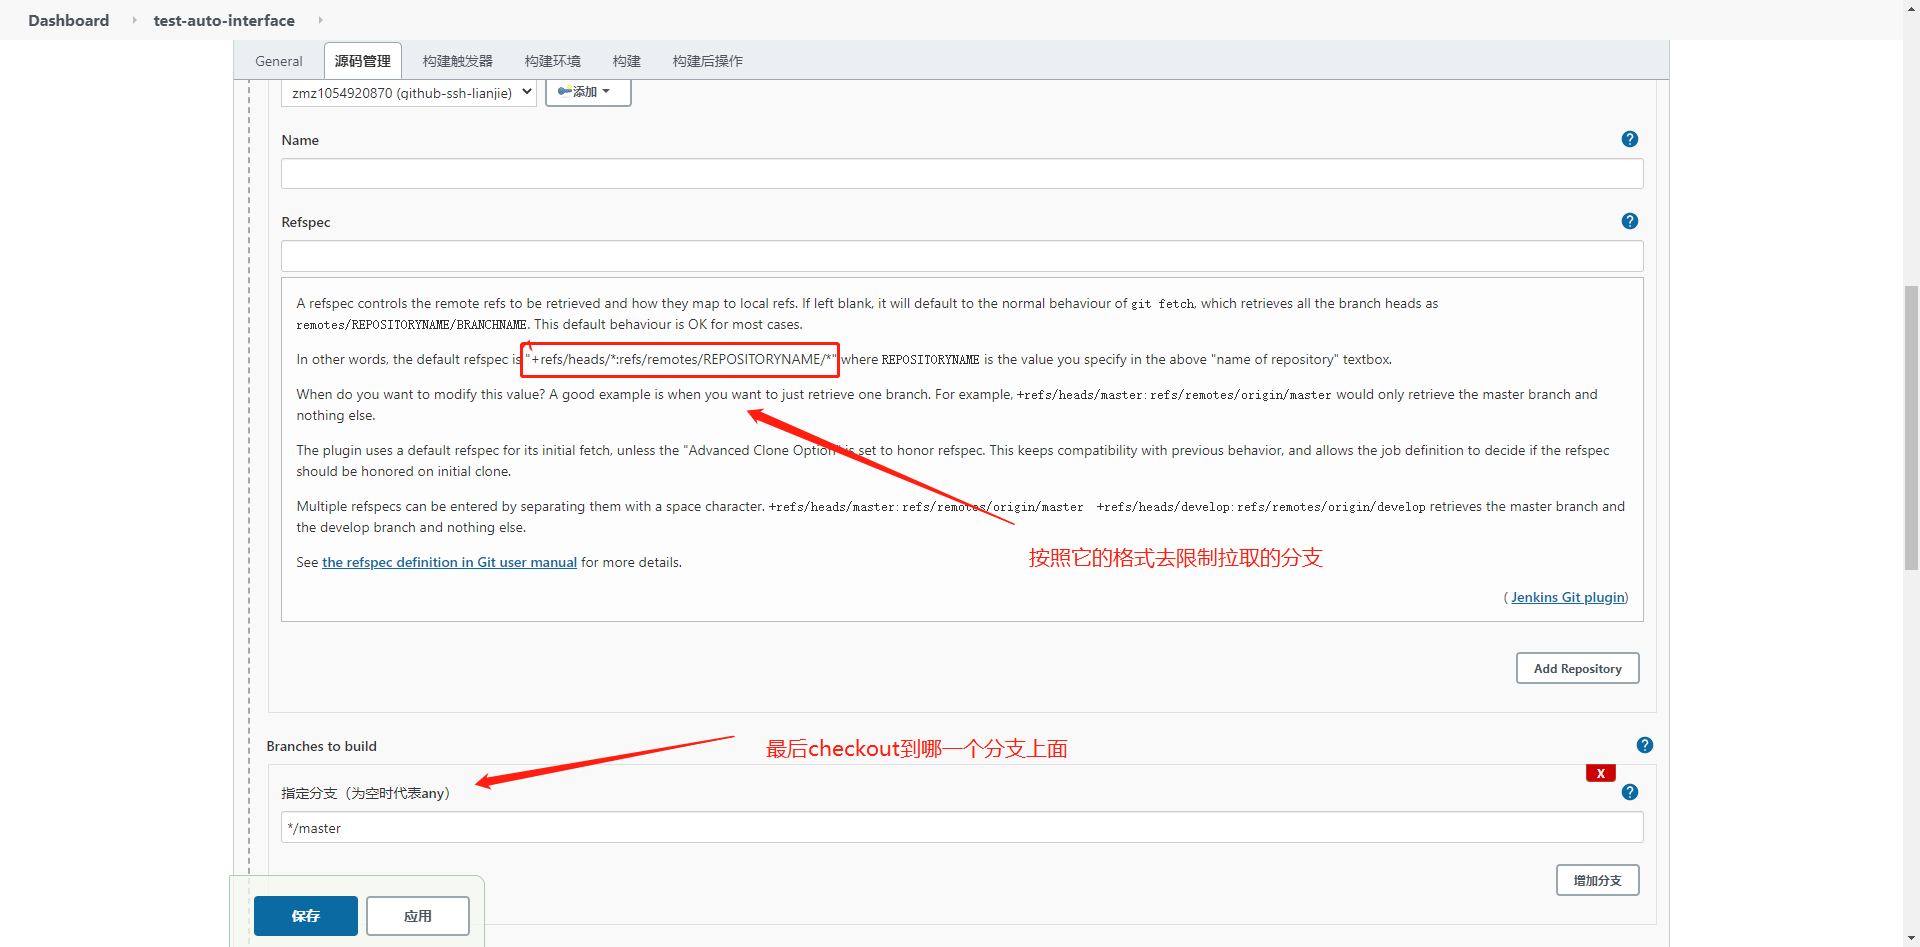 Dashboard
test-auto-interface
General
源码管理
构建触发器
构建环境
构建
构建后操作
zmz1054920870 (github-ssh-lianjie)
添加
Name
?
Refspec
?
A refspec controls the remote refs to be retrieved and how they map to local refs. If left blank, it will default to the normal behaviour of git fetch, which retrieves all the branch heads as
remotes/REPOSITORYNAME/BRANCHNAME. This default behaviour is OK for most cases.
In other words, the default refspec is "+refs/heads/*:refs/remotes/REPOSITORYNAME/*" where REPOSITORYNAME is the value you specify in the above "name of repository" textbox.
When do you want to modify this value? A good example is when you want to just retrieve one branch. For example, +refs/heads/master:refs/remotes/origin/master would only retrieve the master branch and
nothing else.
The plugin uses a default refspec for its initial fetch, unless the "Advanced Clone Option" is set to honor refspec. This keeps compatibility with previous behavior, and allows the job definition to decide if the refspec
should be honored on initial clone.
Multiple refspecs can be entered by separating them with a space character. +refs/heads/master:refs/remotes/origin/master +refs/heads/develop:refs/remotes/origin/develop retrieves the master branch and
the develop branch and nothing else.
See the refspec definition in Git user manual for more details.
按照它的格式去限制拉取的分支
( Jenkins Git plugin)
Add Repository
Branches to build
?
最后checkout到哪一个分支上面
X
指定分支（为空时代表any）
?
*/master
增加分支
保存
应用